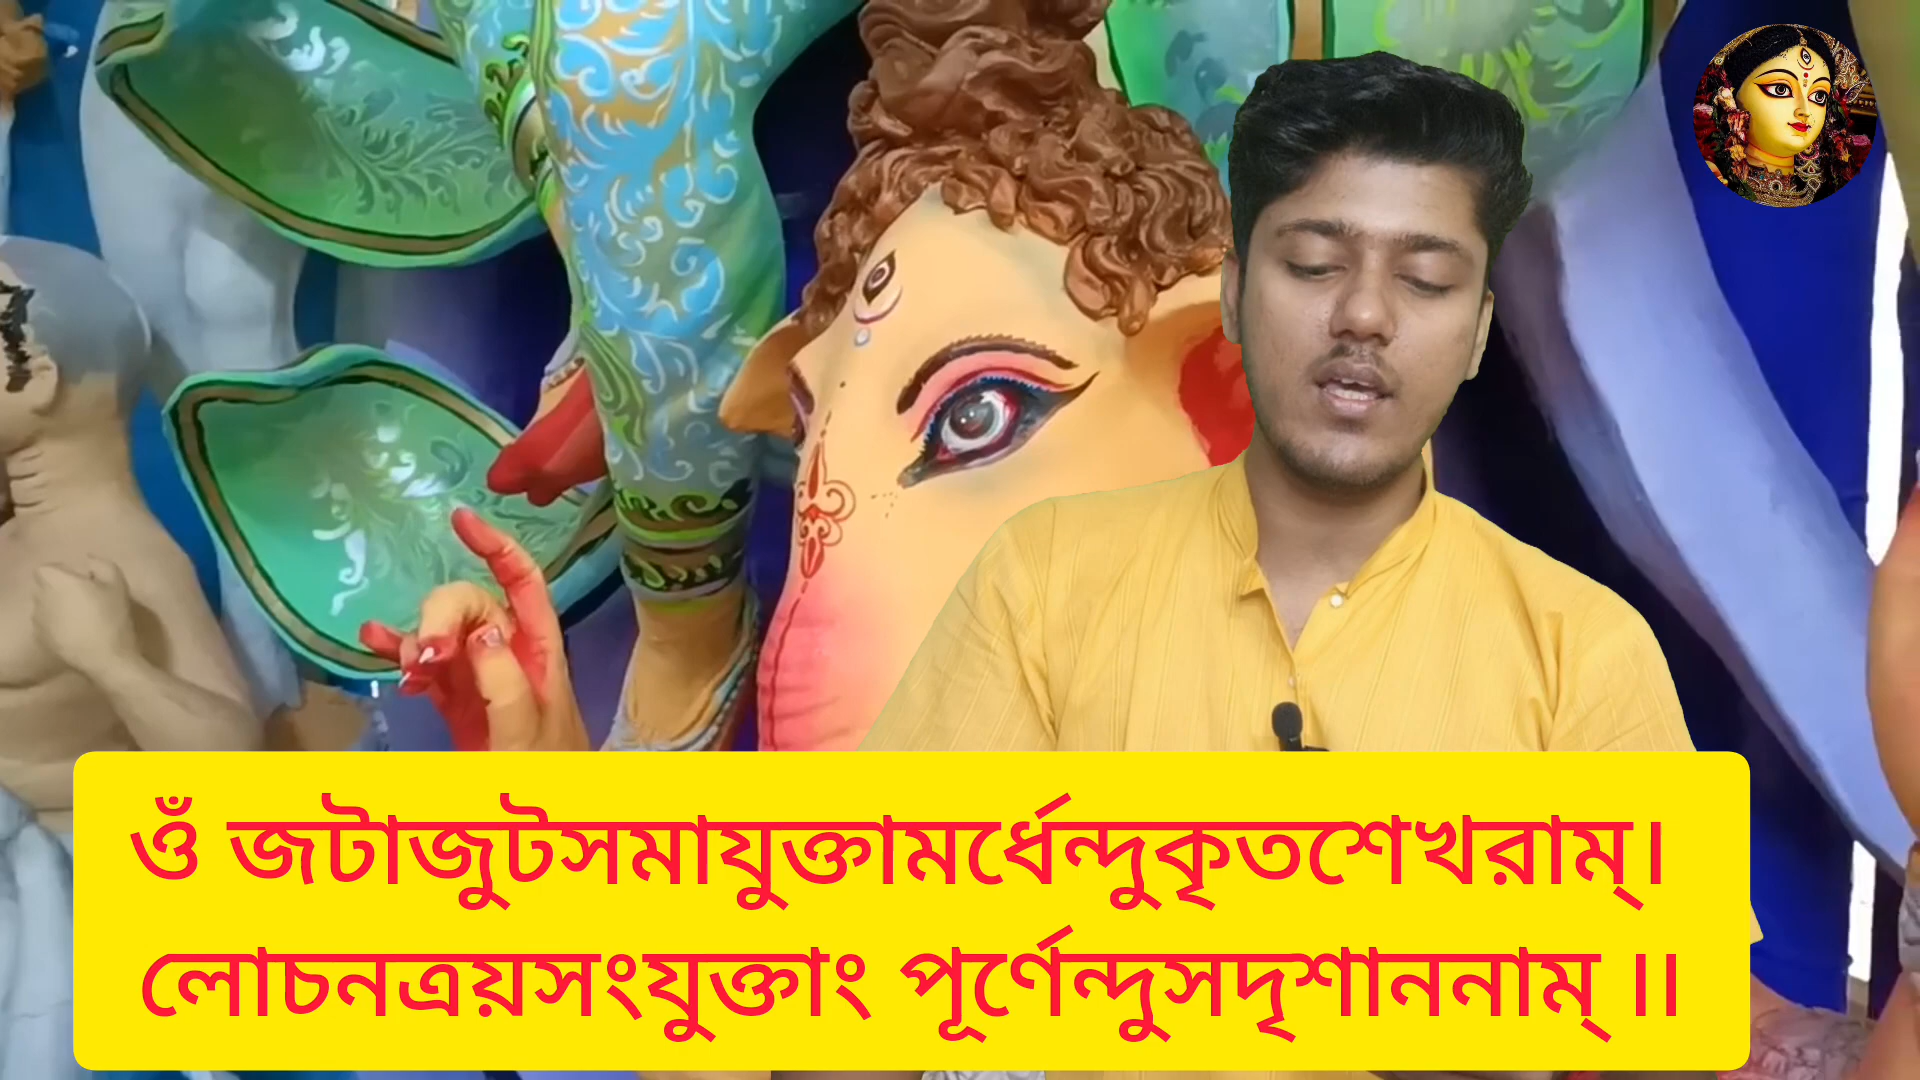 ওঁ জটাজুটসমাযুক্তামর্ধেন্দুকৃতশেখরাম্।
লোচনত্রয়সংযুক্তাং পূর্ণেন্দুসদৃশাননাম্ ।।